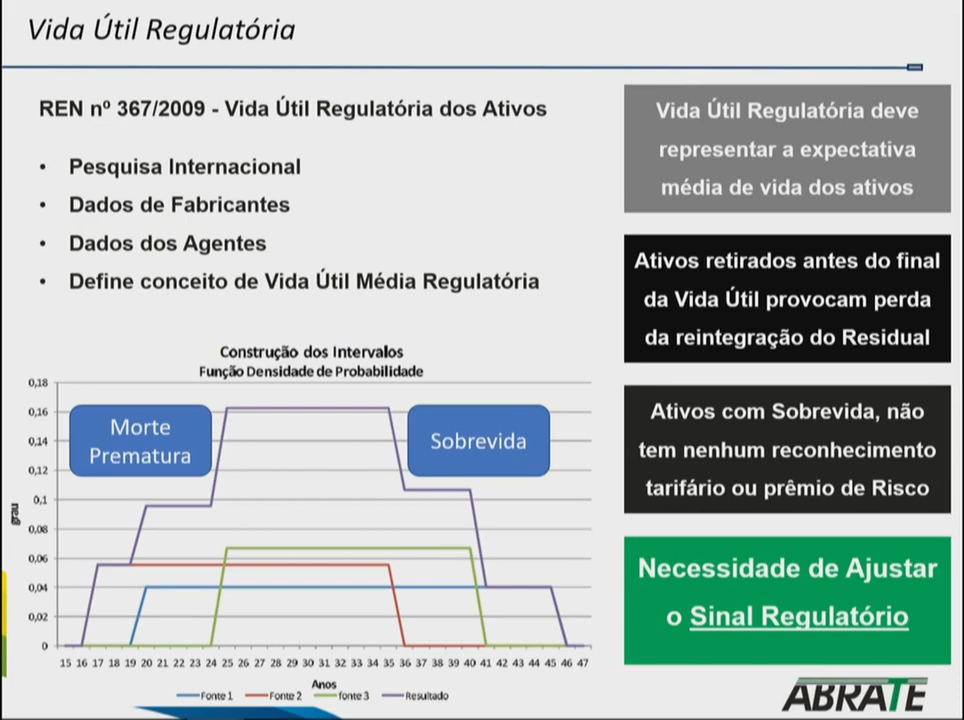 Vida Útil Regulatória
REN nº 367/2009 - Vida Útil Regulatória dos Ativos
• Pesquisa Internacional
• Dados de Fabricantes
• Dados dos Agentes
• Define conceito de Vida Útil Média Regulatória
Vida Útil Regulatória deve
representar a expectativa
média de vida dos ativos
Ativos retirados antes do final
da Vida Útil provocam perda
da reintegração do Residual
Ativos com Sobrevida, não
tem nenhum reconhecimento
tarifário ou prêmio de Risco
Necessidade de Ajustar
o Sinal Regulatório
Construção dos Intervalos
Função Densidade de Probabilidade
0,18
0,16
0,14
0,12
0,1
0,08
0,06
0,04
0,02
0
grau
Morte
Prematura
Sobrevida
15 16 17 18 19 20 21 22 23 24 25 26 27 28 29 30 31 32 33 34 35 36 37 38 39 40 41 42 43 44 45 46 47
Anos
Fonte 1 Fonte 2 fonte 3 Resultado
ABRATE